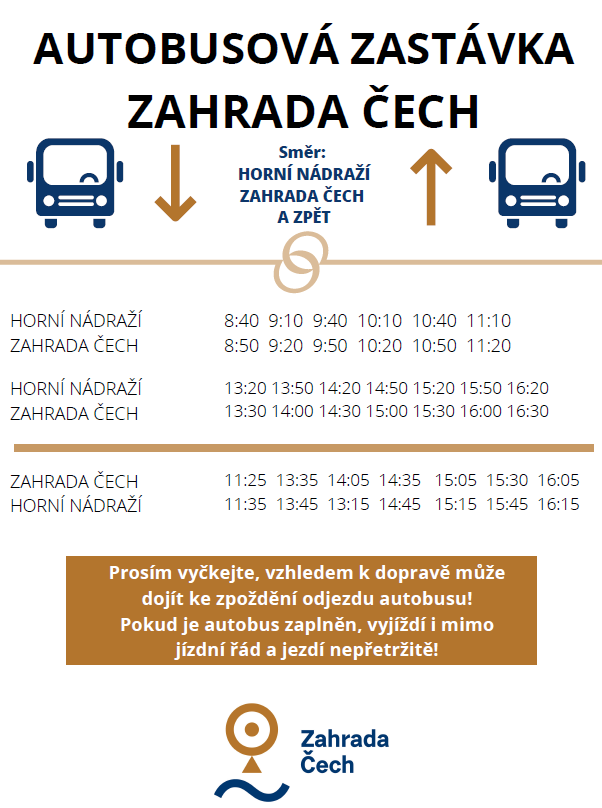 AUTOBUSOVÁ ZASTÁVKA
ZAHRADA ČECH
Směr:
HORNÍ NÁDRAŽÍ
ZAHRADA ČECH
A ZPĚT
HORNÍ NÁDRAŽÍ 8:40 9:10 9:40 10:10 10:40 11:10
ZAHRADA ČECH 8:50 9:20 9:50 10:20 10:50 11:20
HORNÍ NÁDRAŽÍ 13:20 13:50 14:20 14:50 15:20 15:50 16:20
ZAHRADA ČECH 13:30 14:00 14:30 15:00 15:30 16:00 16:30
ZAHRADA ČECH 11:25 13:35 14:05 14:35 15:05 15:30 16:05
HORNÍ NÁDRAŽÍ 11:35 13:45 13:15 14:45 15:15 15:45 16:15
Prosím vyčkejte, vzhledem k dopravě může
dojít ke zpoždění odjezdu autobusu!
Pokud je autobus zaplněn, vyjíždí i mimo
jízdní řád a jezdí nepřetržitě!
Zahrada
Čech